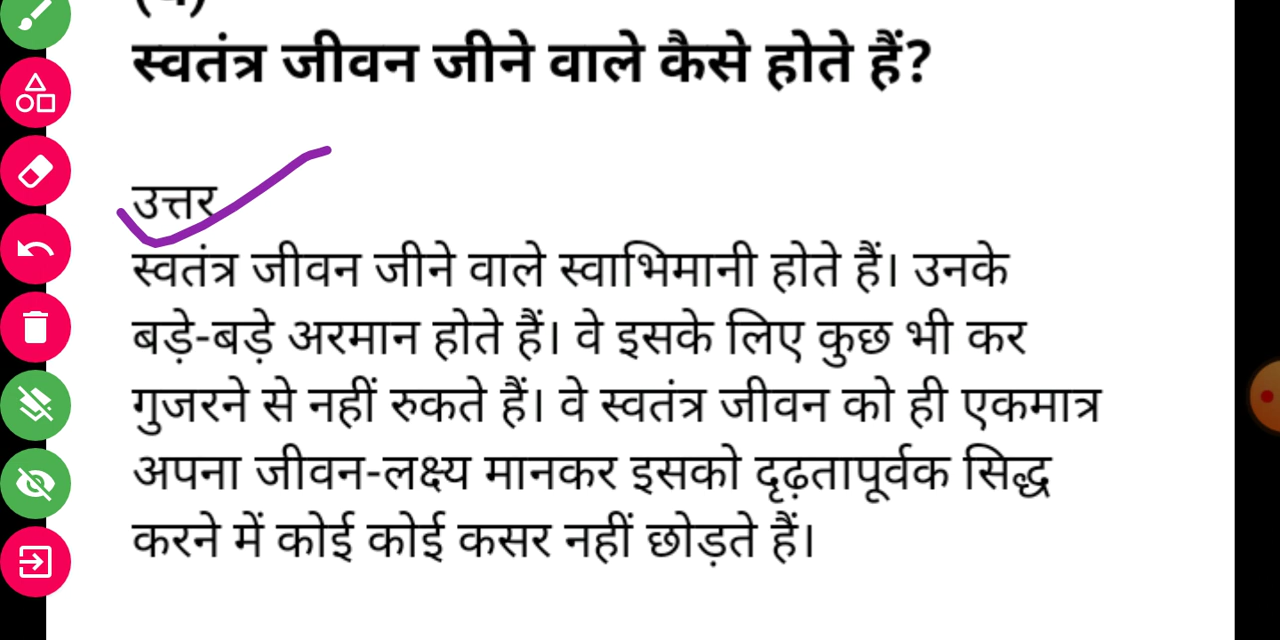 स्वतंत्र जीवन जीने वाले कैसे होते हैं?
उत्तर
स्वतंत्र जीवन जीने वाले स्वाभिमानी होते हैं। उनके
बड़े-बड़े अरमान होते हैं। वे इसके लिए कुछ भी कर
गुजरने से नहीं रुकते हैं। वे स्वतंत्र जीवन को ही एकमात्र
अपना जीवन-लक्ष्य मानकर इसको दृढ़तापूर्वक सिद्ध
करने में कोई कोई कसर नहीं छोड़ते हैं।